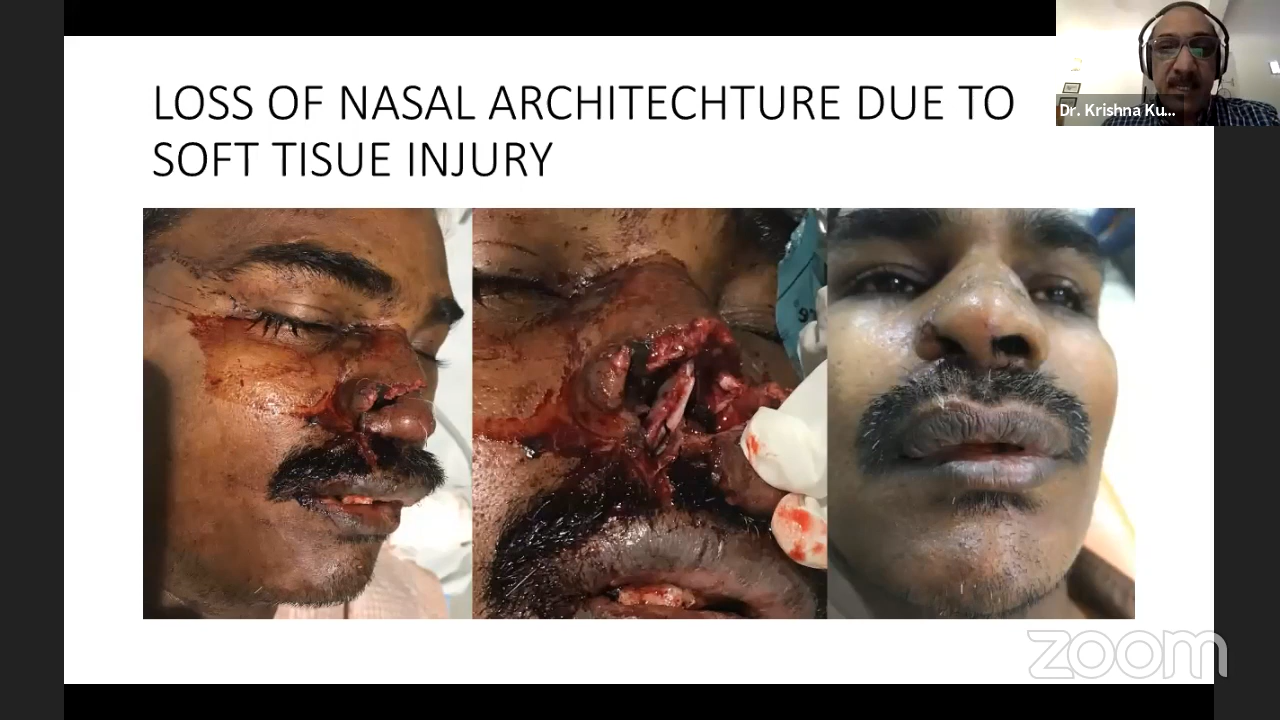 LOSS OF NASAL ARCHITECHTURE DUE TO
SOFT TISUE INJURY
Dr. Krishna Ku...
zoom